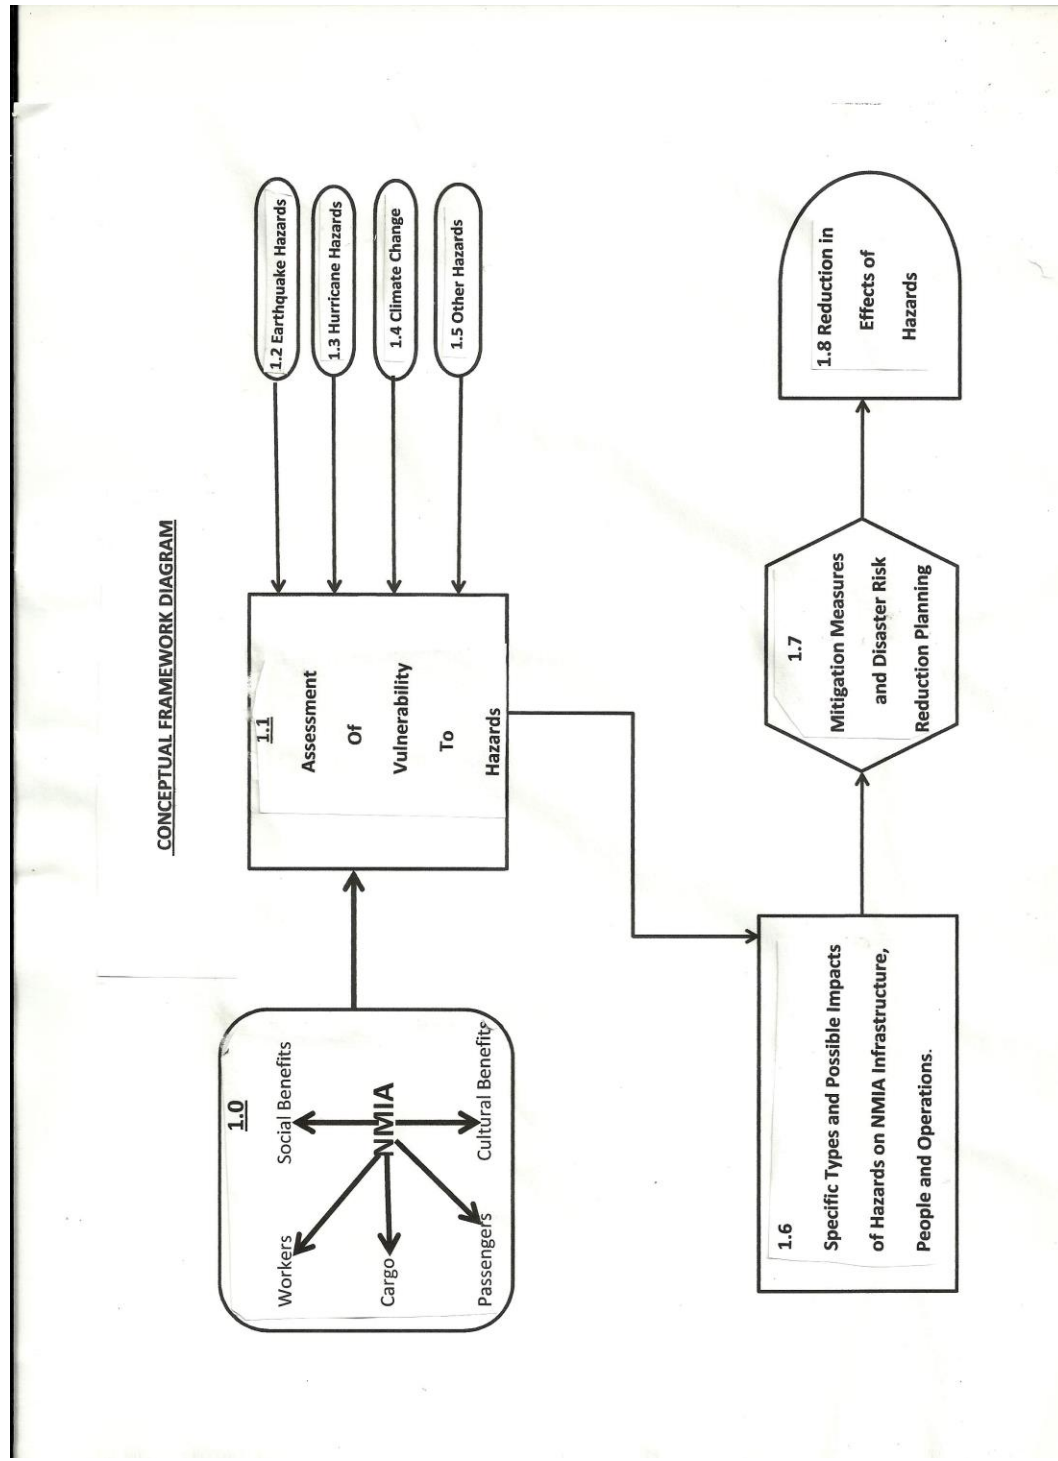 CONCEPTUAL FRAMEWORK DIAGRAM
1.0
Workers
Social Benefits
Cargo
NMIA
Passengers
Cultural Benefits
1.1
Assessment
Of
Vulnerability
To
Hazards
1.2 Earthquake Hazards
1.3 Hurricane Hazards
1.4 Climate Change
1.5 Other Hazards
1.6
Specific Types and Possible Impacts
of Hazards on NMIA Infrastructure,
People and Operations.
1.7
Mitigation Measures
and Disaster Risk
Reduction Planning
1.8 Reduction in
Effects of
Hazards